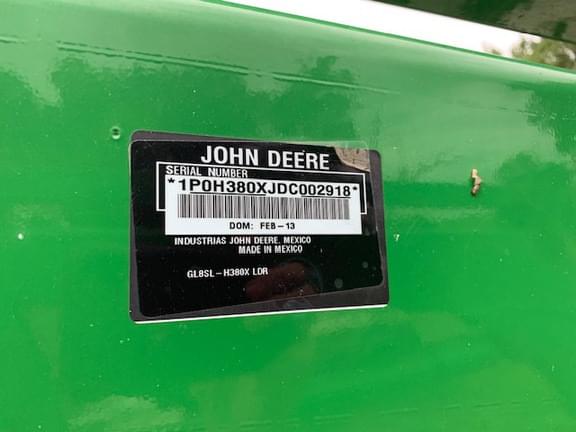 JOHN DEERE
SERIAL NUMBER
*1P0H380XJDC002918*
DOM: FEB-13
INDUSTRIAS JOHN DEERE, MEXICO
MADE IN MEXICO
GL8SL-H380X LDR